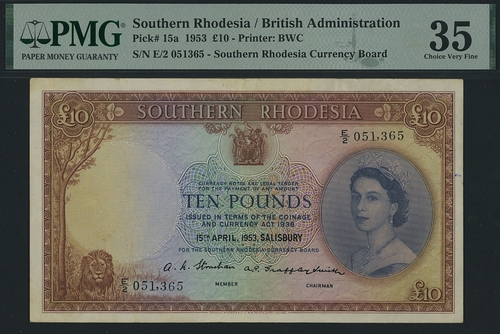 PMG
PAPER MONEY GUARANTY
Southern Rhodesia / British Administration
Pick# 15a 1953 £10 - Printer: BWC
S/N E/2 051365 - Southern Rhodesia Currency Board
35
Choice Very Fine
£10 SOUTHERN RHODESIA £10
E/2 051,365
CURRENCY NOTES ARE LEGAL TENDER
FOR THE PAYMENT OF ANY AMOUNT
TEN POUNDS
ISSUED IN TERMS OF THE COINAGE
AND CURRENCY ACT 1938
15TH APRIL, 1953, SALISBURY
FOR THE SOUTHERN RHODESIA CURRENCY BOARD
E/2 051,365
MEMBER CHAIRMAN
£10